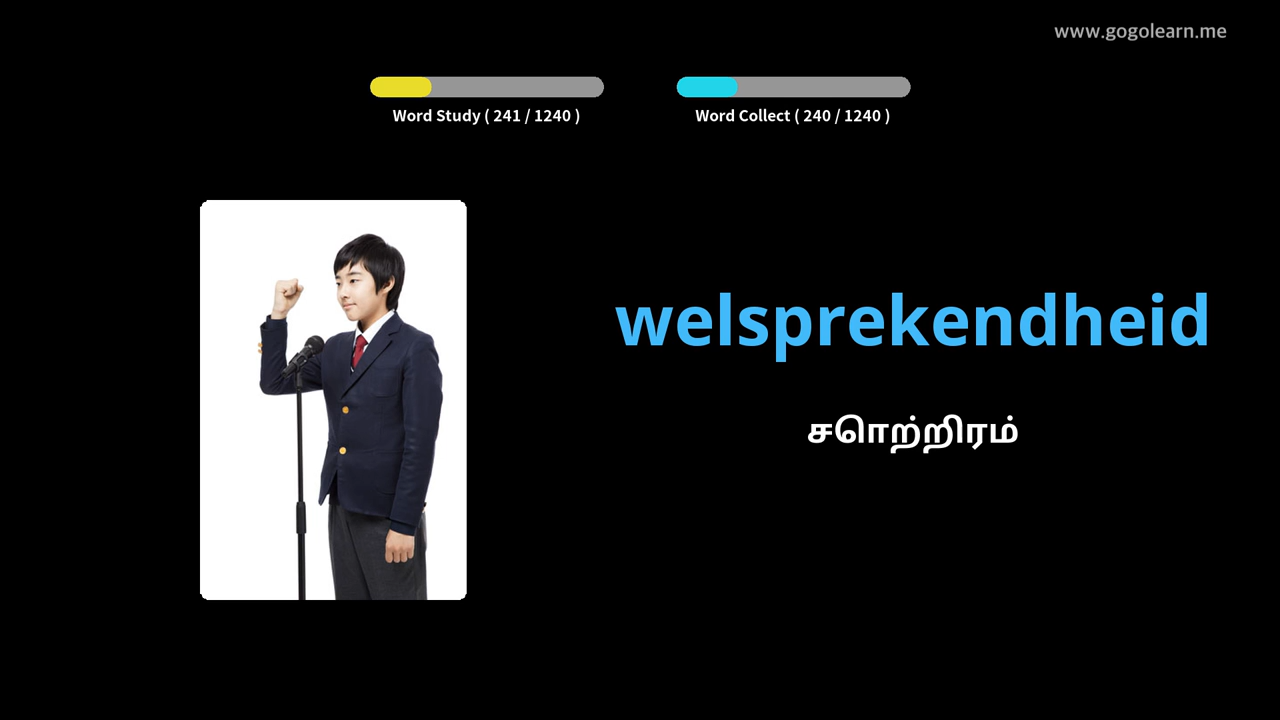 www.gogolearn.me
Word Study ( 241 / 1240 )
Word Collect ( 240 / 1240 )
welsprekendheid
சொற்றிரம்